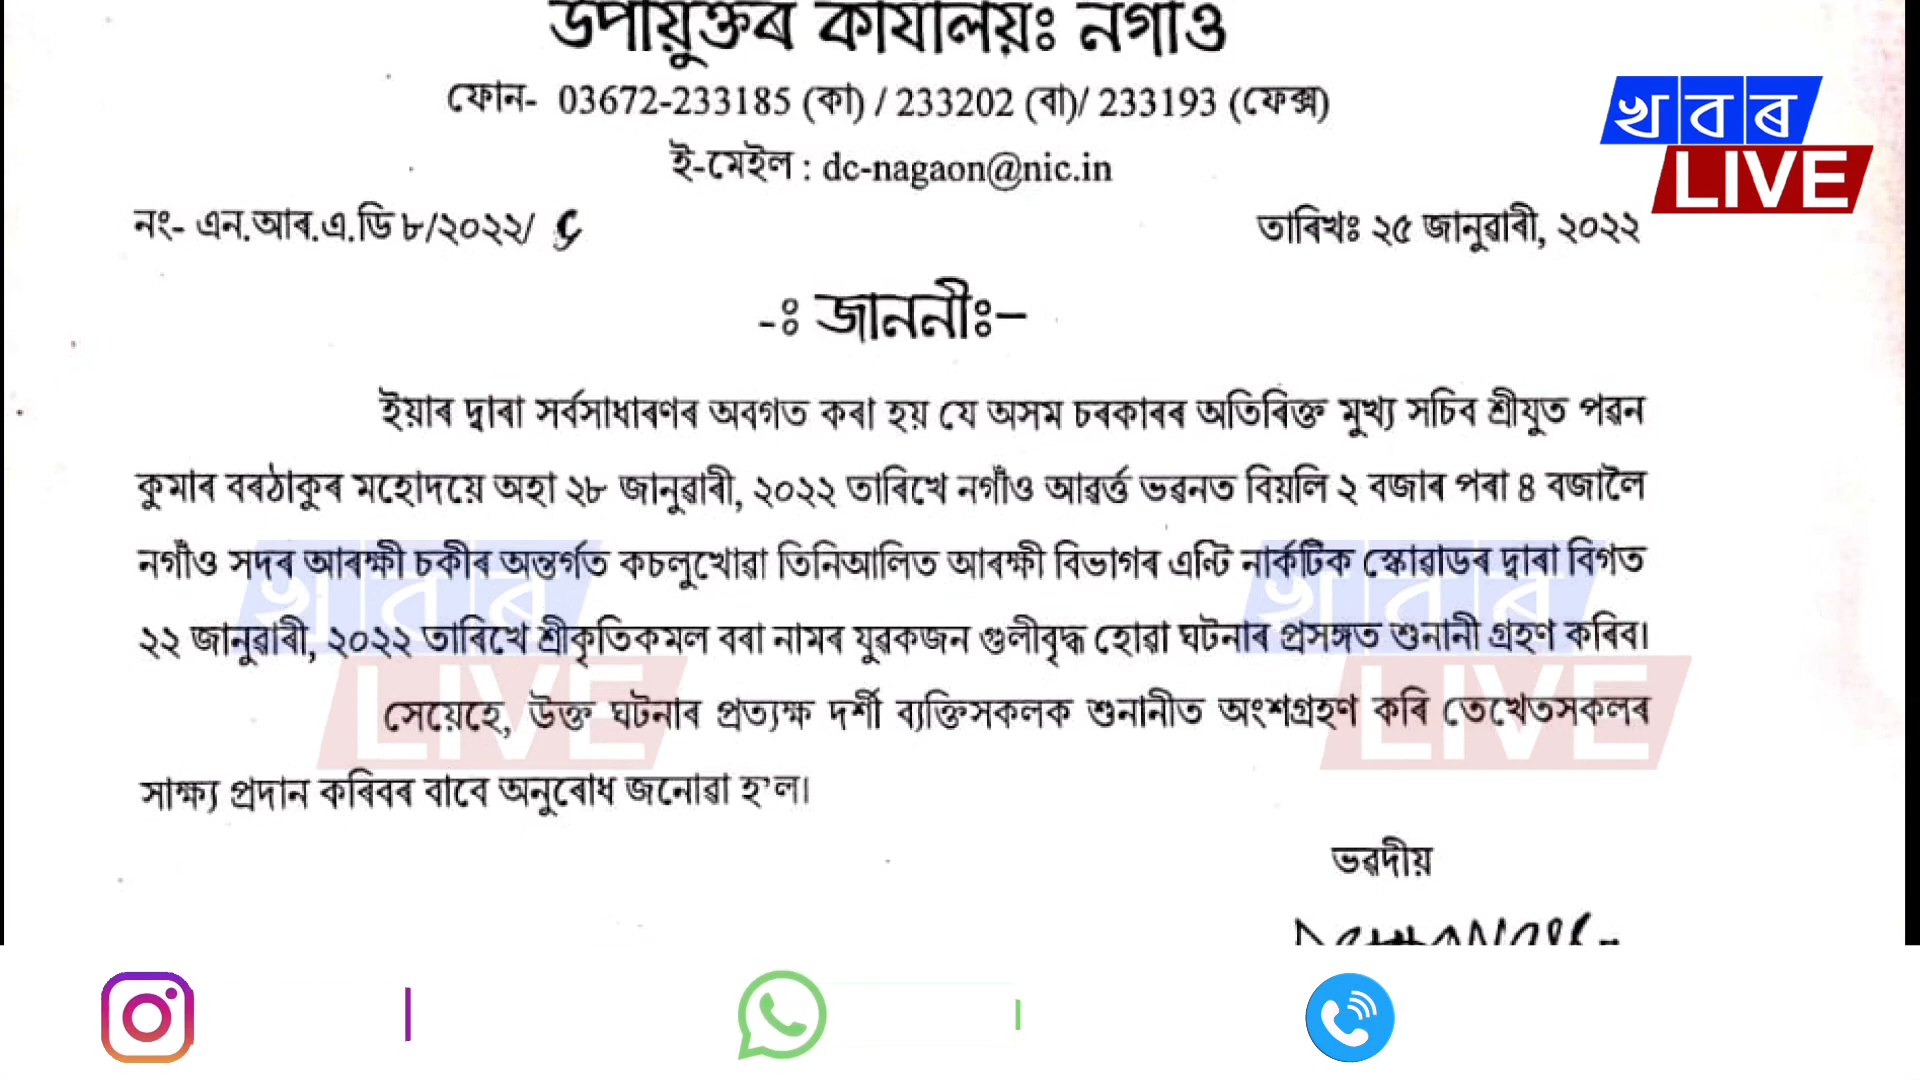 উপায়ুক্তৰ কাৰ্যালয়ঃ নগাঁও
ফোন- 03672-233185 (কা) / 233202 (বা)/ 233193 (ফেক্স)
ই-মেইল : dc-nagaon@nic.in
নং- এন.আৰ.এ.ডি ৮/২০২২/
তাৰিখঃ ২৫ জানুৱাৰী, ২০২২
-ঃ জাননীঃ–
ইয়াৰ দ্বাৰা সৰ্বসাধাৰণৰ অবগত কৰা হয় যে অসম চৰকাৰৰ অতিৰিক্ত মুখ্য সচিব শ্ৰীযুত পৱন
কুমাৰ বৰঠাকুৰ মহোদয়ে অহা ২৮ জানুৱাৰী, ২০২২ তাৰিখে নগাঁও আৱৰ্ত্ত ভৱনত বিয়লি ২ বজাৰ পৰা ৪ বজালৈ
নগাঁও সদৰ আৰক্ষী চকীৰ অন্তৰ্গত কচলুখোৱা তিনিআলিত আৰক্ষী বিভাগৰ এন্টি নাৰ্কটিক স্কোৱাডৰ দ্বাৰা বিগত
২২ জানুৱাৰী, ২০২২ তাৰিখে শ্ৰীকৃতিকমল বৰা নামৰ যুৱকজন গুলীবৃদ্ধ হোৱা ঘটনাৰ প্ৰসঙ্গত শুনানী গ্ৰহণ কৰিব।
সেয়েহে, উক্ত ঘটনাৰ প্ৰত্যক্ষ দৰ্শী ব্যক্তিসকলক শুনানীত অংশগ্ৰহণ কৰি তেখেতসকলৰ
সাক্ষ্য প্ৰদান কৰিবৰ বাবে অনুৰোধ জনোৱা হ'ল।
ভৱদীয়
খবৰ
LIVE
খবৰ
LIVE
খবৰ
LIVE